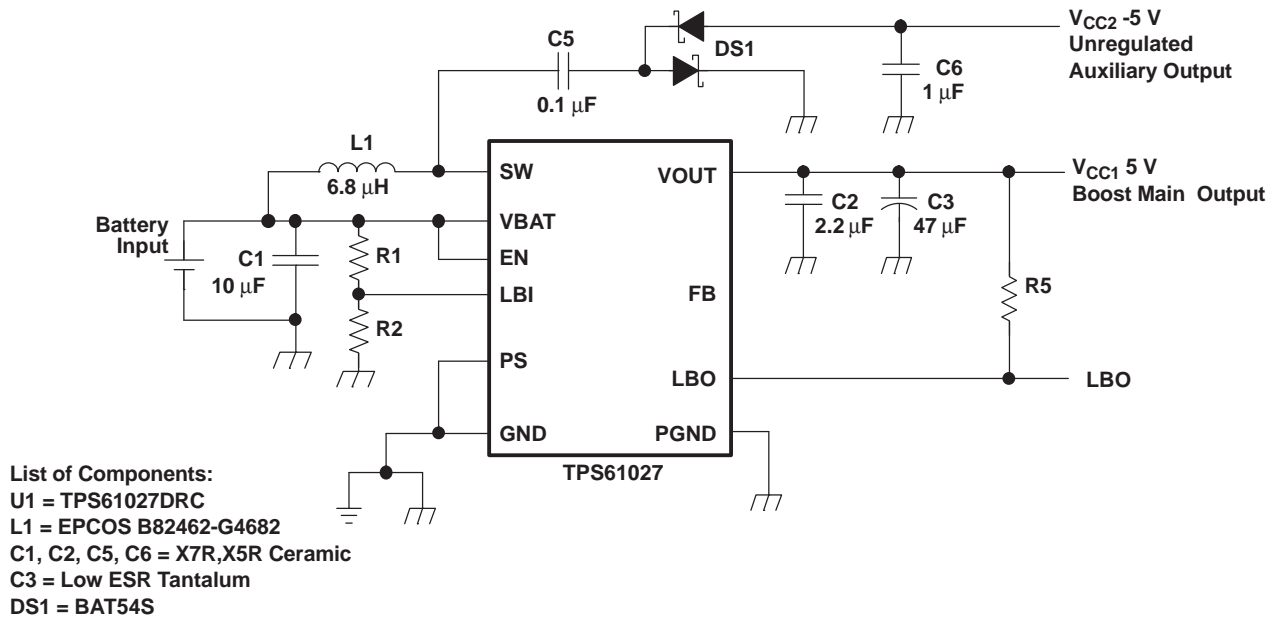 C5
0.1 μF
DS1
VCC2 -5 V
Unregulated
Auxiliary Output
C6
1 μF
L1
6.8 μH
SW
VOUT
VCC1 5 V
Boost Main Output
C2
2.2 μF
C3
47 μF
Battery
Input
VBAT
C1
10 μF
R1
EN
LBI
FB
R5
R2
PS
LBO
LBO
GND
PGND
TPS61027
List of Components:
U1 = TPS61027DRC
L1 = EPCOS B82462-G4682
C1, C2, C5, C6 = X7R,X5R Ceramic
C3 = Low ESR Tantalum
DS1 = BAT54S